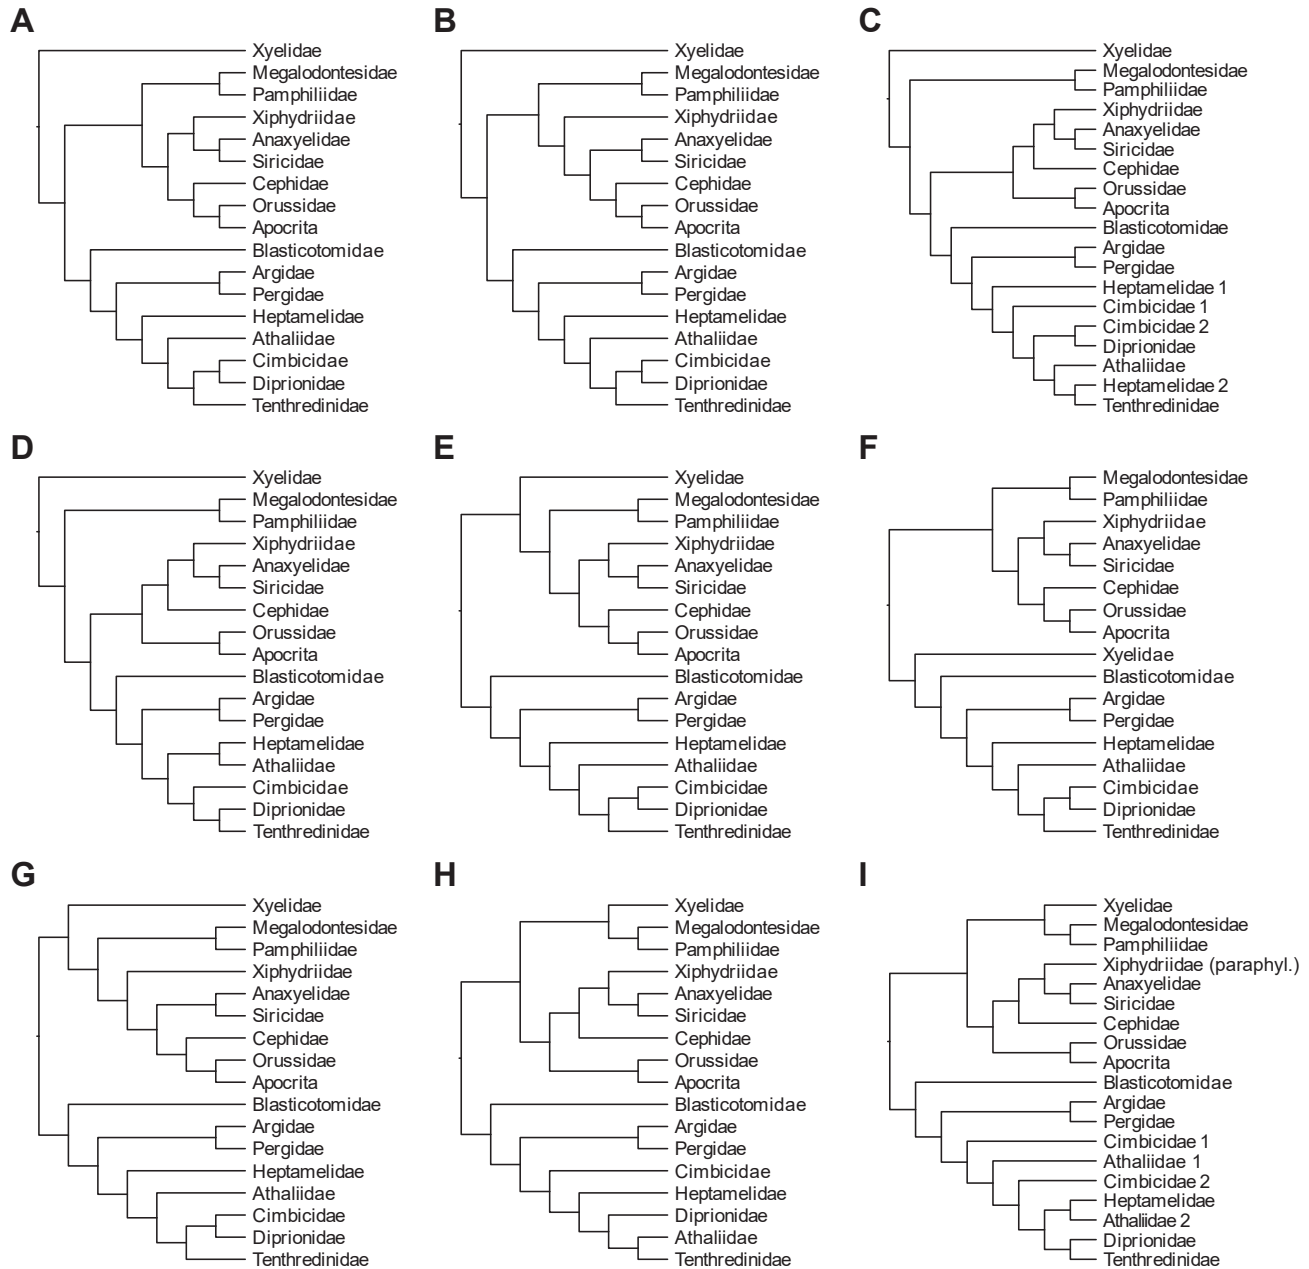 A
Xyelidae
Megalodontesidae
Pamphiliidae
Xiphydriidae
Anaxyelidae
Siricidae
Cephidae
Orussidae
Apocrita
Blasticotomidae
Argidae
Pergidae
Heptamelidae
Athaliidae
Cimbicidae
Diprionidae
Tenthredinidae
B
Xyelidae
Megalodontesidae
Pamphiliidae
Xiphydriidae
Anaxyelidae
Siricidae
Cephidae
Orussidae
Apocrita
Blasticotomidae
Argidae
Pergidae
Heptamelidae
Athaliidae
Cimbicidae
Diprionidae
Tenthredinidae
C
Xyelidae
Megalodontesidae
Pamphiliidae
Xiphydriidae
Anaxyelidae
Siricidae
Cephidae
Orussidae
Apocrita
Blasticotomidae
Argidae
Pergidae
Heptamelidae 1
Cimbicidae 1
Cimbicidae 2
Diprionidae
Athaliidae
Heptamelidae 2
Tenthredinidae
D
Xyelidae
Megalodontesidae
Pamphiliidae
Xiphydriidae
Anaxyelidae
Siricidae
Cephidae
Orussidae
Apocrita
Blasticotomidae
Argidae
Pergidae
Heptamelidae
Athaliidae
Cimbicidae
Diprionidae
Tenthredinidae
E
Xyelidae
Megalodontesidae
Pamphiliidae
Xiphydriidae
Anaxyelidae
Siricidae
Cephidae
Orussidae
Apocrita
Blasticotomidae
Argidae
Pergidae
Heptamelidae
Athaliidae
Cimbicidae
Diprionidae
Tenthredinidae
F
Megalodontesidae
Pamphiliidae
Xiphydriidae
Anaxyelidae
Siricidae
Cephidae
Orussidae
Apocrita
Xyelidae
Blasticotomidae
Argidae
Pergidae
Heptamelidae
Athaliidae
Cimbicidae
Diprionidae
Tenthredinidae
G
Xyelidae
Megalodontesidae
Pamphiliidae
Xiphydriidae
Anaxyelidae
Siricidae
Cephidae
Orussidae
Apocrita
Blasticotomidae
Argidae
Pergidae
Heptamelidae
Athaliidae
Cimbicidae
Diprionidae
Tenthredinidae
H
Xyelidae
Megalodontesidae
Pamphiliidae
Xiphydriidae
Anaxyelidae
Siricidae
Cephidae
Orussidae
Apocrita
Blasticotomidae
Argidae
Pergidae
Cimbicidae
Heptamelidae
Diprionidae
Athaliidae
Tenthredinidae
I
Xyelidae
Megalodontesidae
Pamphiliidae
Xiphydriidae (paraphyl.)
Anaxyelidae
Siricidae
Cephidae
Orussidae
Apocrita
Blasticotomidae
Argidae
Pergidae
Cimbicidae 1
Athaliidae 1
Cimbicidae 2
Heptamelidae
Athaliidae 2
Diprionidae
Tenthredinidae